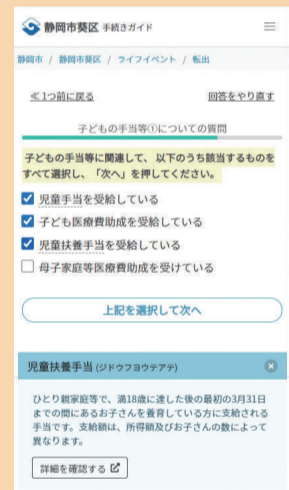 静岡市葵区 手続きガイド
静岡市 / 静岡市葵区 / ライフイベント / 転出
≪1つ前に戻る 回答をやり直す
子どもの手当等①についての質問
子どもの手当等に関連して、以下のうち該当するものを
すべて選択し、「次へ」を押してください。
児童手当を受給している
子ども医療費助成を受給している
児童扶養手当を受給している
母子家庭等医療費助成を受けている
上記を選択して次へ
児童扶養手当 (ジドウフヨウテアテ)
ひとり親家庭等で、満18歳に達した後の最初の3月31日
までの間にあるお子さんを養育している方に支給される
手当です。支給額は、所得額及びお子さんの数によって
異なります。
詳細を確認する